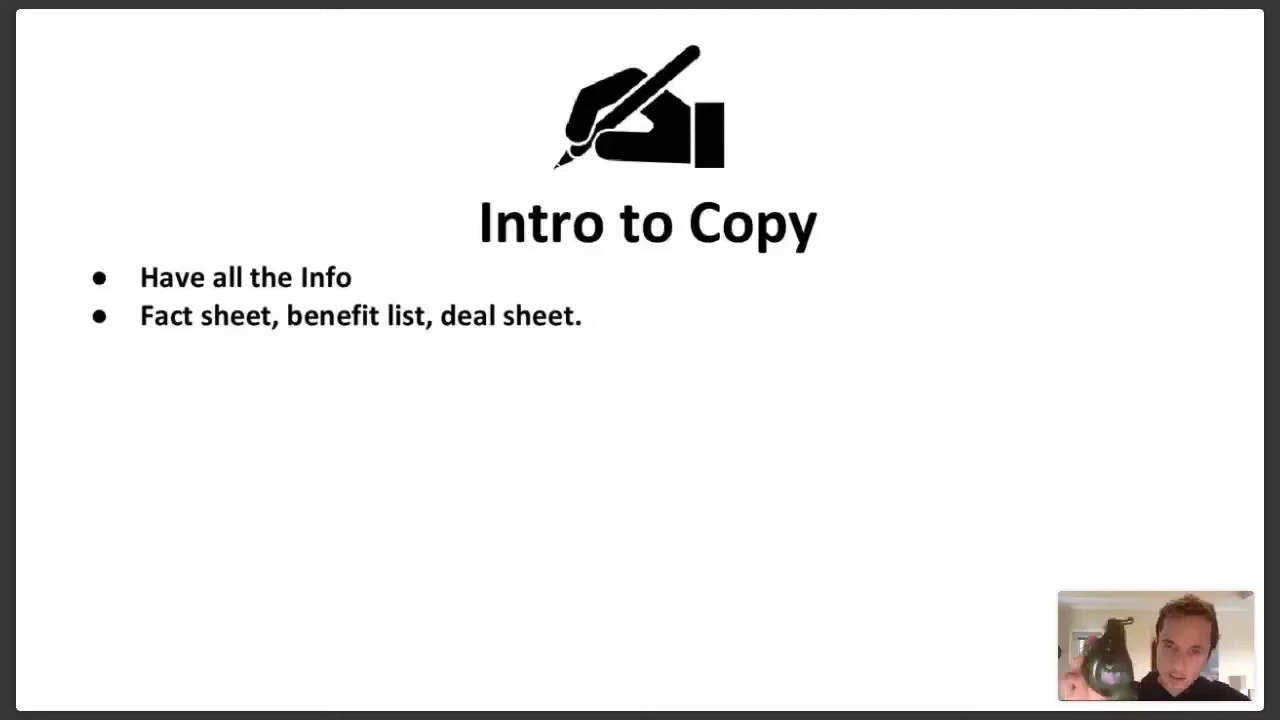 Intro to Copy
● Have all the Info
● Fact sheet, benefit list, deal sheet.